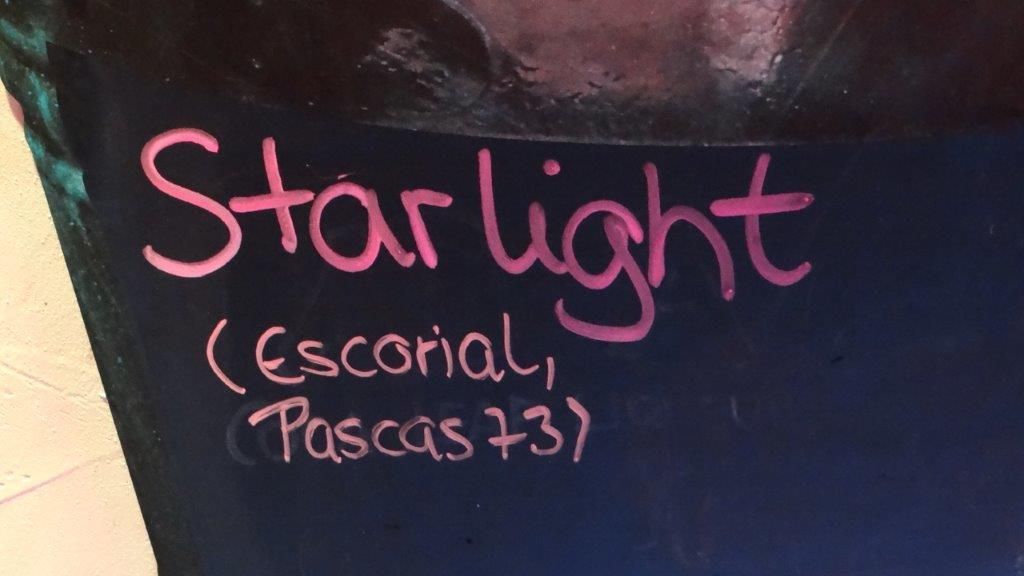 Starlight
(Escorial,
Pascas 73)